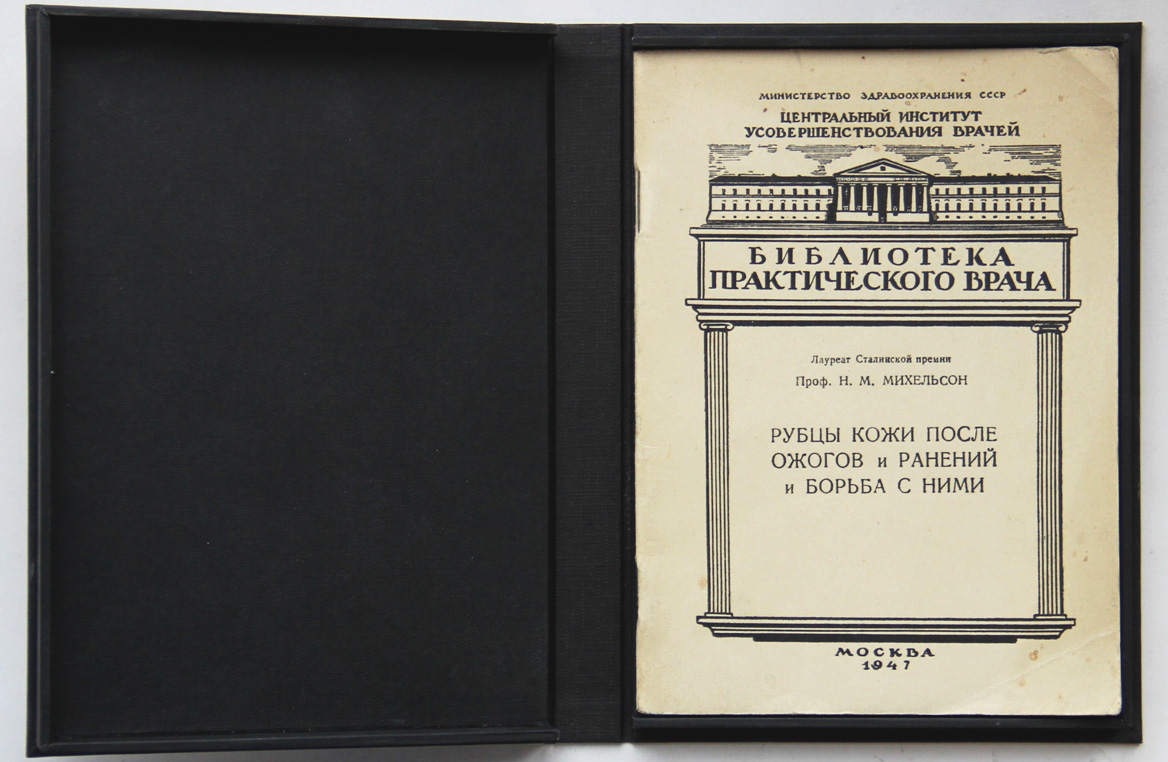 МИНИСТЕРСТВО ЗДРАВООХРАНЕНИЯ СССР
ЦЕНТРАЛЬНЫЙ ИНСТИТУТ
УСОВЕРШЕНСТВОВАНИЯ ВРАЧЕЙ
БИБЛИОТЕКА
ПРАКТИЧЕСКОГО ВРАЧА
Лауреат Сталинской премии
Проф. Н. М. МИХЕЛЬСОН
РУБЦЫ КОЖИ ПОСЛЕ
ОЖОГОВ и РАНЕНИЙ
и БОРЬБА С НИМИ
МОСКВА
1947